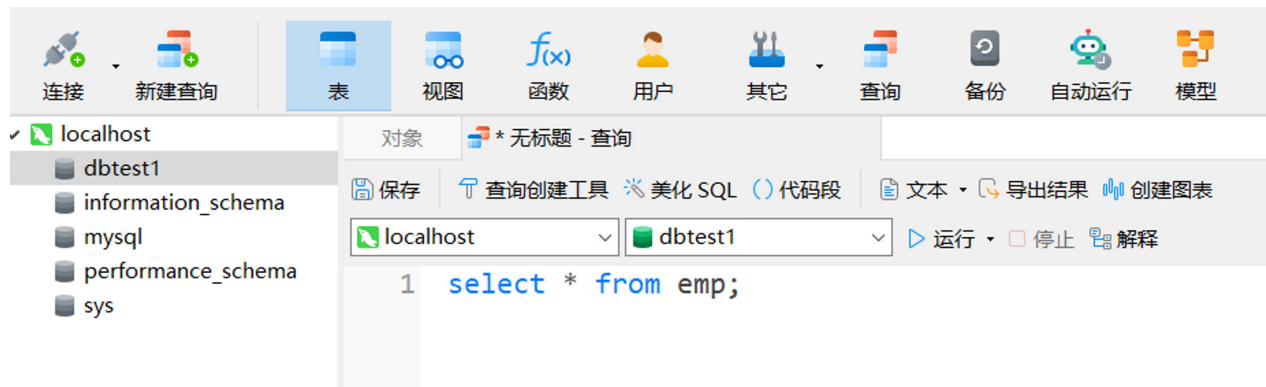 连接 新建查询 表 视图 函数 用户 其它 查询 备份 自动运行 模型
localhost
dbtest1
information_schema
mysql
performance_schema
sys
对象 * 无标题 - 查询
保存 查询创建工具 美化 SQL () 代码段 文本 导出结果 创建图表
localhost dbtest1 运行 停止 解释
1 select * from emp;